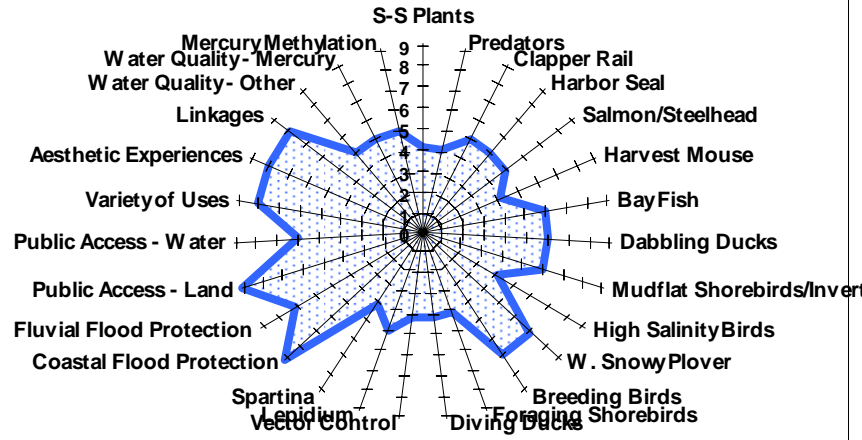 S-S Plants
Predators
Clapper Rail
Harbor Seal
Salmon/Steelhead
Harvest Mouse
Bay Fish
Dabbling Ducks
Mudflat Shorebirds/Invert
High Salinity Birds
W. Snowy Plover
Breeding Birds
Foraging Shorebirds
Diving Ducks
Vector Control
Lepidium
Spartina
Coastal Flood Protection
Fluvial Flood Protection
Public Access - Land
Public Access - Water
Variety of Uses
Aesthetic Experiences
Linkages
Water Quality - Other
Water Quality - Mercury
Mercury Methylation
9
8
7
6
5
4
3
2
1
0